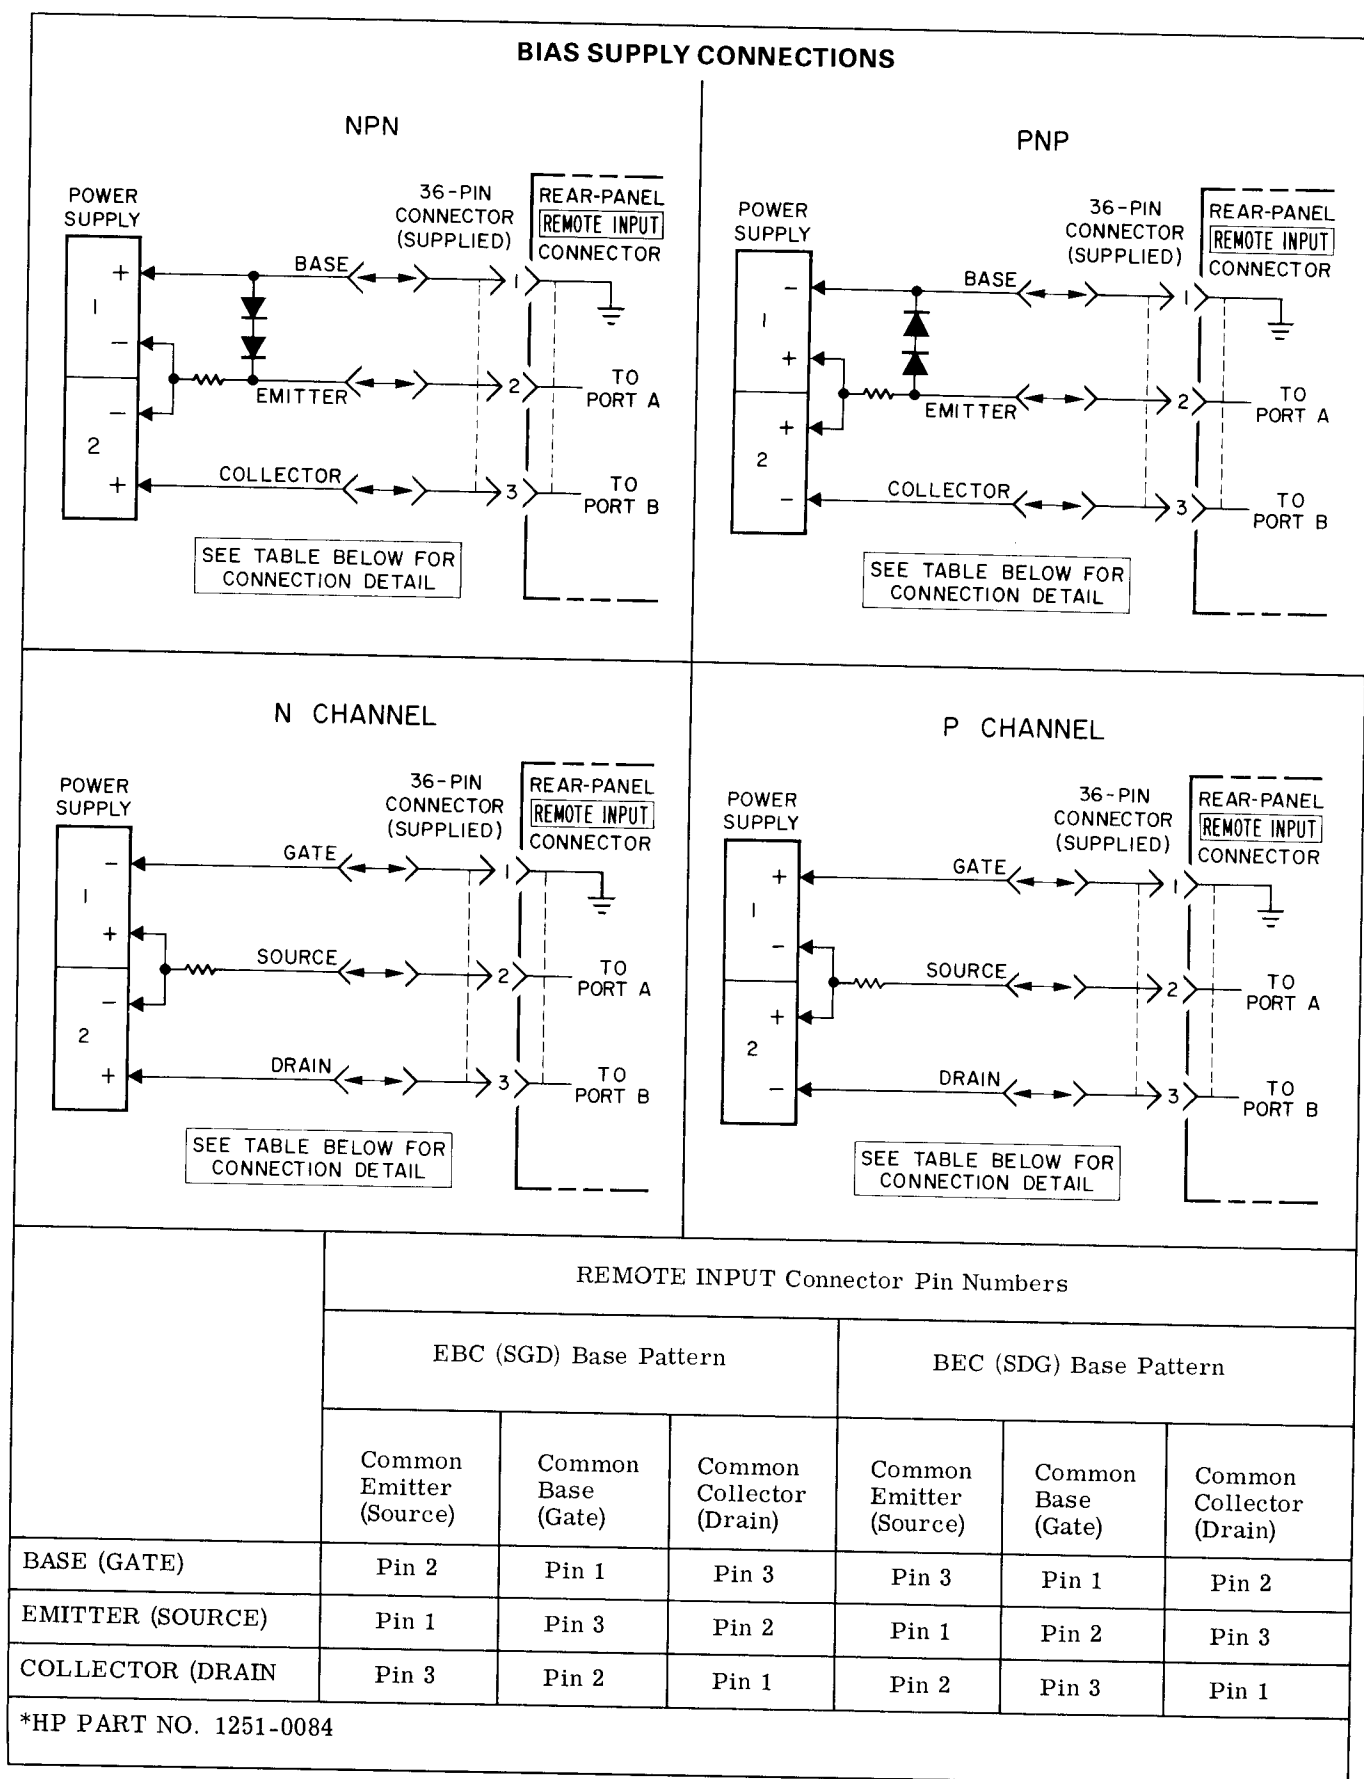 BIAS SUPPLY CONNECTIONS
NPN
POWER
SUPPLY
36-PIN
CONNECTOR
(SUPPLIED)
REAR-PANEL
REMOTE INPUT
CONNECTOR
+
1
-
-
2
+
BASE
1
EMITTER
2
TO
PORT A
COLLECTOR
3
TO
PORT B
SEE TABLE BELOW FOR
CONNECTION DETAIL
PNP
POWER
SUPPLY
36-PIN
CONNECTOR
(SUPPLIED)
REAR-PANEL
REMOTE INPUT
CONNECTOR
-
1
+
+
2
-
BASE
1
EMITTER
2
TO
PORT A
COLLECTOR
3
TO
PORT B
SEE TABLE BELOW FOR
CONNECTION DETAIL
N CHANNEL
POWER
SUPPLY
36-PIN
CONNECTOR
(SUPPLIED)
REAR-PANEL
REMOTE INPUT
CONNECTOR
-
1
+
-
2
+
GATE
1
SOURCE
2
TO
PORT A
DRAIN
3
TO
PORT B
SEE TABLE BELOW FOR
CONNECTION DETAIL
P CHANNEL
POWER
SUPPLY
36-PIN
CONNECTOR
(SUPPLIED)
REAR-PANEL
REMOTE INPUT
CONNECTOR
+
1
-
+
2
-
GATE
1
SOURCE
2
TO
PORT A
DRAIN
3
TO
PORT B
SEE TABLE BELOW FOR
CONNECTION DETAIL
REMOTE INPUT Connector Pin Numbers
EBC (SGD) Base Pattern BEC (SDG) Base Pattern
Common Common Common Common Common Common
Emitter Base Collector Emitter Base Collector
(Source) (Gate) (Drain) (Source) (Gate) (Drain)
BASE (GATE) Pin 2 Pin 1 Pin 3 Pin 3 Pin 1 Pin 2
EMITTER (SOURCE) Pin 1 Pin 3 Pin 2 Pin 1 Pin 2 Pin 3
COLLECTOR (DRAIN Pin 3 Pin 2 Pin 1 Pin 2 Pin 3 Pin 1
*HP PART NO. 1251-0084